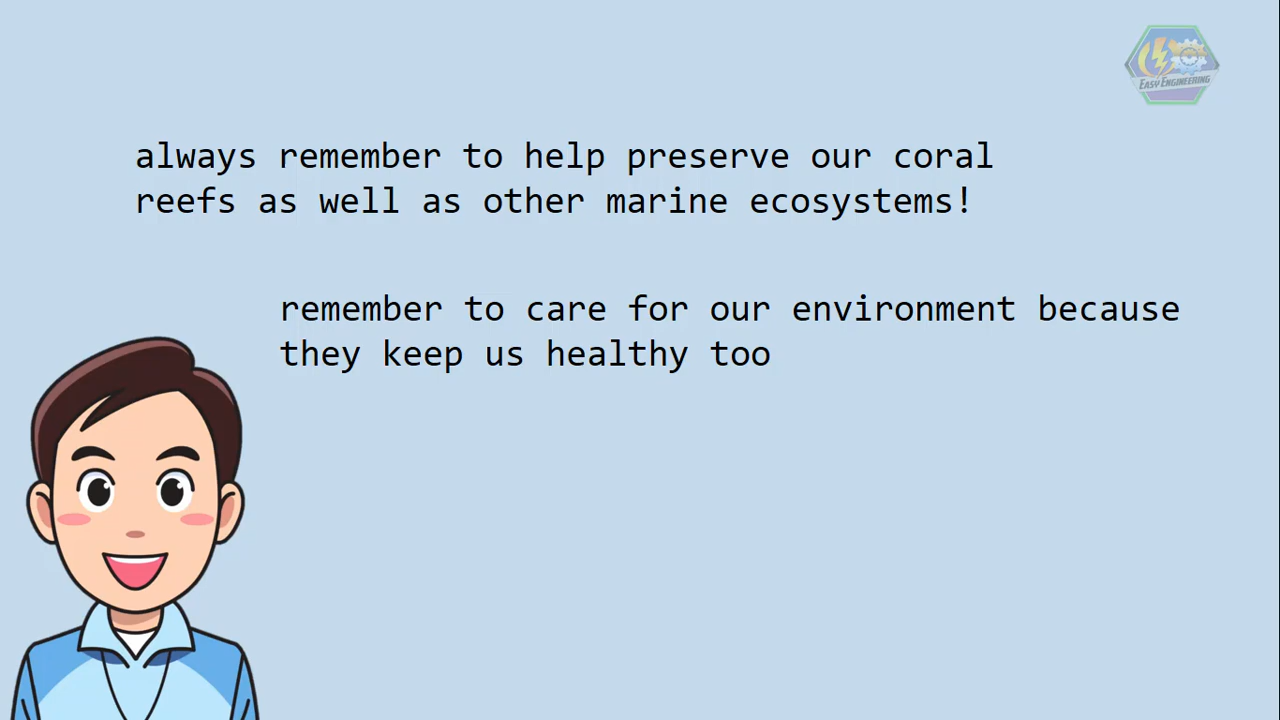 EASY ENGINEERING
always remember to help preserve our coral
reefs as well as other marine ecosystems!
remember to care for our environment because
they keep us healthy too